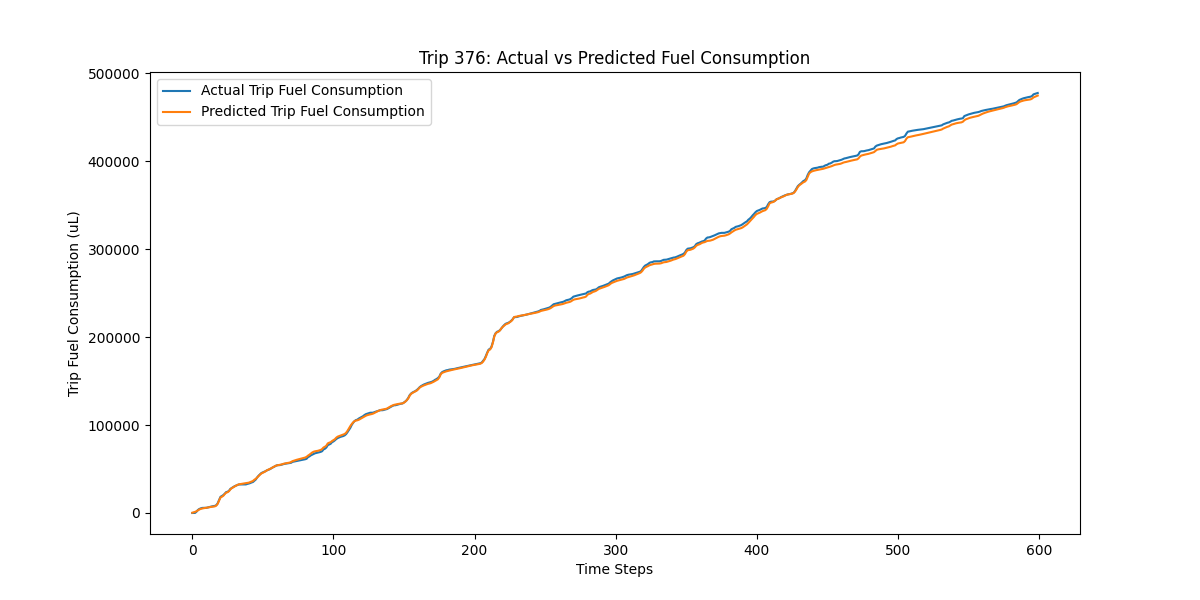 Trip 376: Actual vs Predicted Fuel Consumption
Actual Trip Fuel Consumption
Predicted Trip Fuel Consumption
Trip Fuel Consumption (uL)
500000
400000
300000
200000
100000
0
0 100 200 300 400 500 600
Time Steps